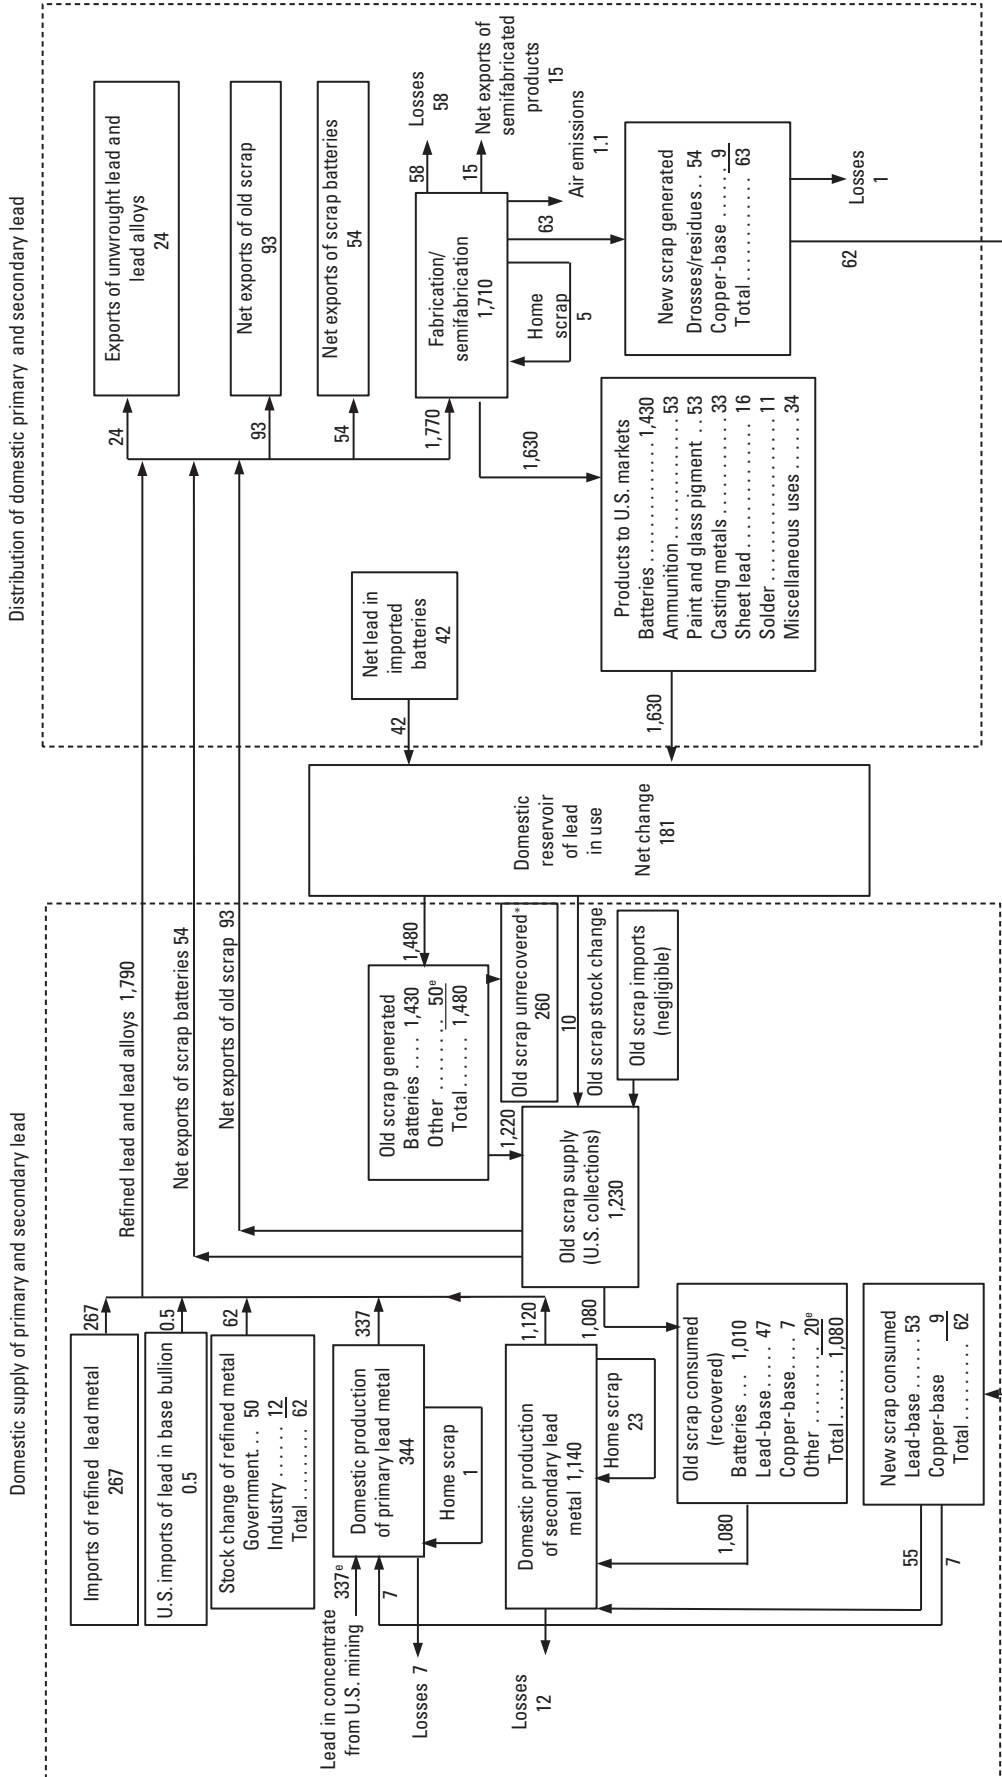 Domestic supply of primary and secondary lead
Imports of refined lead metal
267
267
U.S. imports of lead in base bullion
0.5
0.5
Stock change of refined metal
Government. . . 50
Industry . . . . . . 12
Total. . . . . . . . . 62
62
Lead in concentrate
from U.S. mining
337e
7
Domestic production
of primary lead metal
344
337
Losses 7
Home scrap
1
Domestic production
of secondary lead
metal 1,140
1,120
Losses
12
Home scrap
23
1,080
Old scrap consumed
(recovered)
Batteries . . . 1,010
Lead-base. . . . . 47
Copper-base. . . . 7
Other . . . . . . . . .20e
Total. . . . . . 1,080
1,080
New scrap consumed
Lead-base . . . . . . 53
Copper-base 9
Total. . . . . . . . . . 62
55
7
Refined lead and lead alloys 1,790
Net exports of scrap batteries 54
Net exports of old scrap 93
Old scrap generated
Batteries . . . . 1,430
Other . . . . . . . . 50e
Total. . . . . . 1,480
1,480
1,220
Old scrap unrecovered*
260
10
Old scrap stock change
Old scrap supply
(U.S. collections)
1,230
Old scrap imports
(negligible)
Domestic
reservoir
of lead
in use
Net change
181
Distribution of domestic primary and secondary lead
24
Exports of unwrought lead and
lead alloys
24
93
Net exports of old scrap
93
54
Net exports of scrap batteries
54
1,770
Net lead in
imported
batteries
42
42
Fabrication/
semifabrication
1,710
58
Losses
58
15
Net exports of
semifabricated
products
15
Air emissions
1.1
Home
scrap
5
63
1,630
Products to U.S. markets
Batteries . . . . . . . . . . . 1,430
Ammunition . . . . . . . . . . . 53
Paint and glass pigment . . 53
Casting metals . . . . . . . . . 33
Sheet lead. . . . . . . . . . . . . 16
Solder . . . . . . . . . . . . . . . . 11
Miscellaneous uses . . . . . 34
1,630
New scrap generated
Drosses/residues. . . 54
Copper-base . . . . . . . 9
Total. . . . . . . . . . . . . 63
Losses
1
62